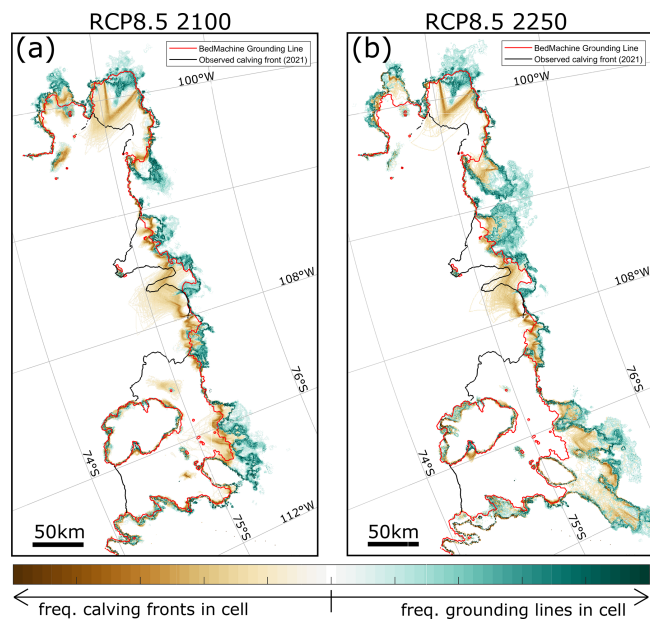 RCP8.5 2100
RCP8.5 2250
(a)
BedMachine Grounding Line
Observed calving front (2021)
100°W
108°W
76°S
74°S
75°S
112°W
50km
(b)
BedMachine Grounding Line
Observed calving front (2021)
100°W
108°W
76°S
74°S
75°S
112°W
50km
freq. calving fronts in cell
freq. grounding lines in cell